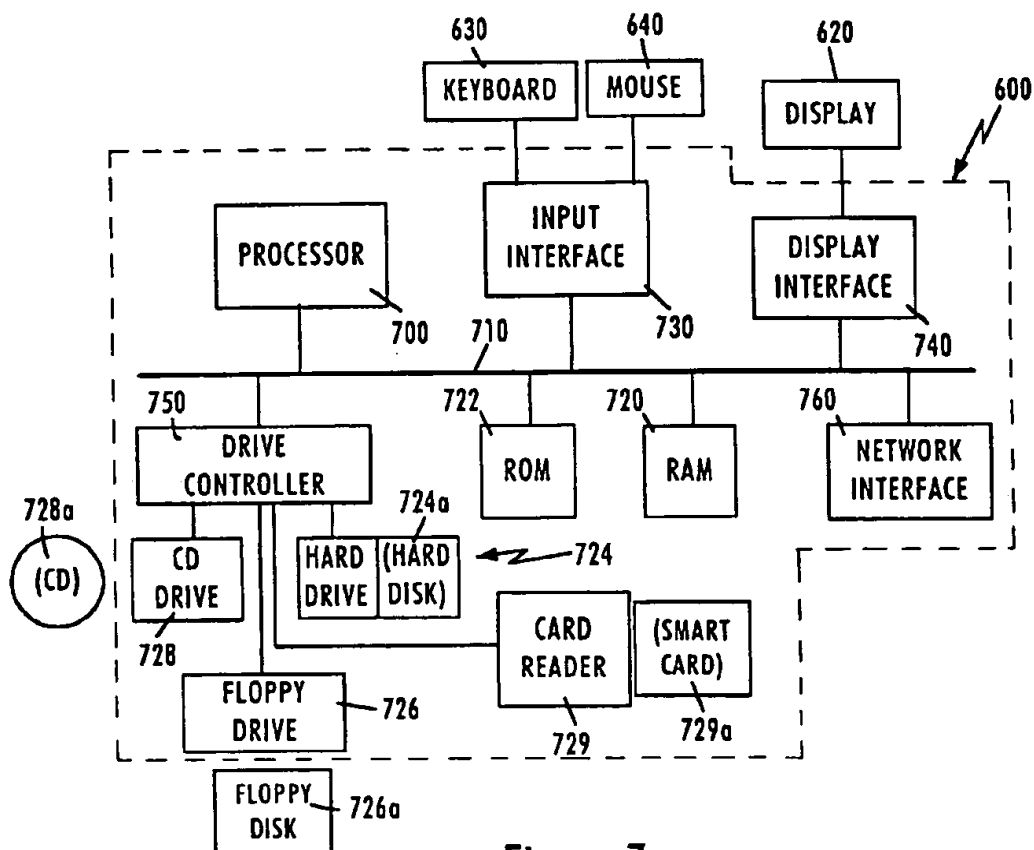 630
640
620
KEYBOARD
MOUSE
DISPLAY
600
PROCESSOR
700
INPUT
INTERFACE
730
DISPLAY
INTERFACE
740
710
750
722
720
760
DRIVE
CONTROLLER
ROM
RAM
NETWORK
INTERFACE
728a
(CD)
CD
DRIVE
728
724a
HARD
DRIVE
(HARD
DISK)
724
CARD
READER
729
(SMART
CARD)
729a
FLOPPY
DRIVE
726
FLOPPY
DISK
726a